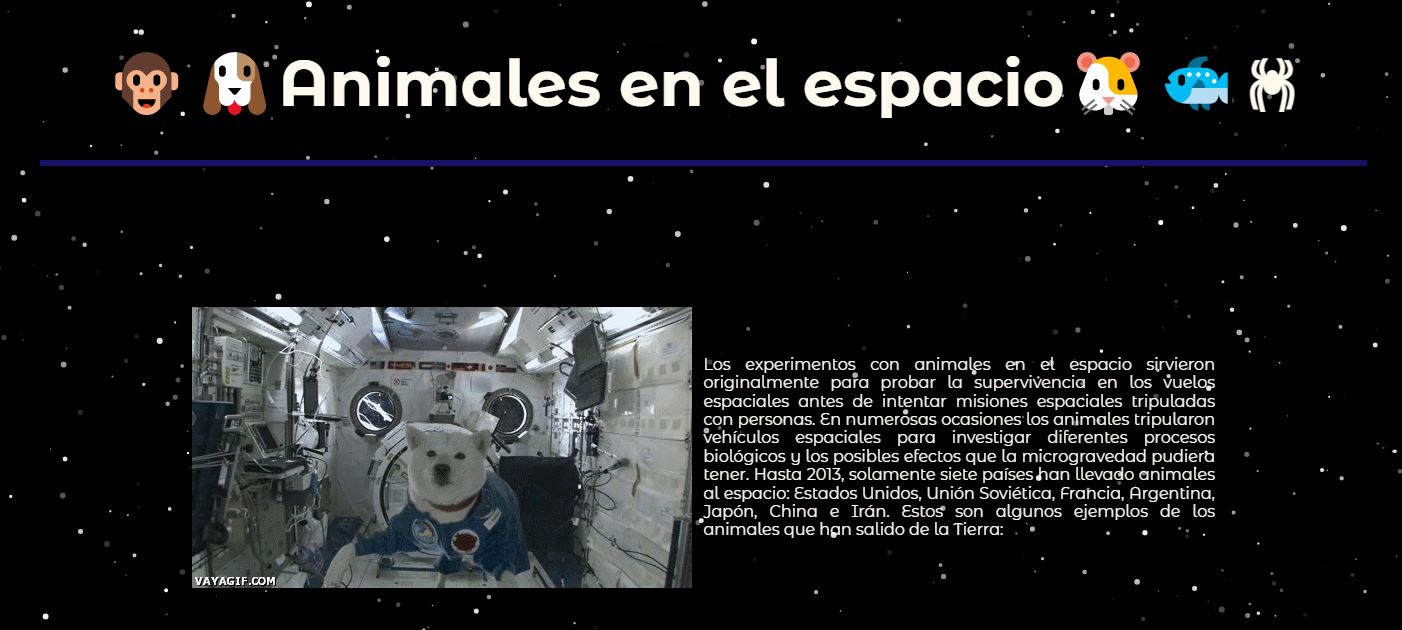 Animales en el espacio
Los experimentos con animales en el espacio sirvieron
originalmente para probar la supervivencia en los vuelos
espaciales antes de intentar misiones espaciales tripuladas
con personas. En numerosas ocasiones los animales tripularon
vehículos espaciales para investigar diferentes procesos
biológicos y los posibles efectos que la microgravedad pudiera
tener. Hasta 2013, solamente siete países han llevado animales
al espacio: Estados Unidos, Unión Soviética, Francia, Argentina,
Japón, China e Irán. Estos son algunos ejemplos de los
animales que han salido de la Tierra:
VAYAGIF.COM